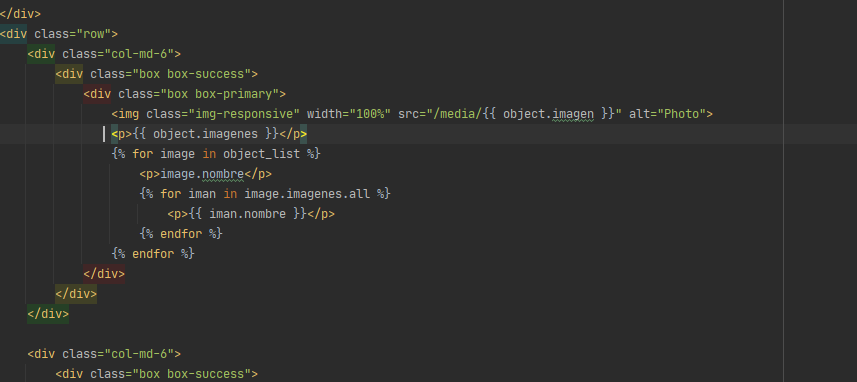 </div>
<div class="row">
<div class="col-md-6">
<div class="box box-success">
<div class="box box-primary">
<img class="img-responsive" width="100%" src="/media/{{ object.imagen }}" alt="Photo">
<p>{{ object.imagenes }}</p>
{% for image in object_list %}
<p>image.nombre</p>
{% for iman in image.imagenes.all %}
<p>{{ iman.nombre }}</p>
{% endfor %}
{% endfor %}
</div>
</div>
</div>
<div class="col-md-6">
<div class="box box-success">